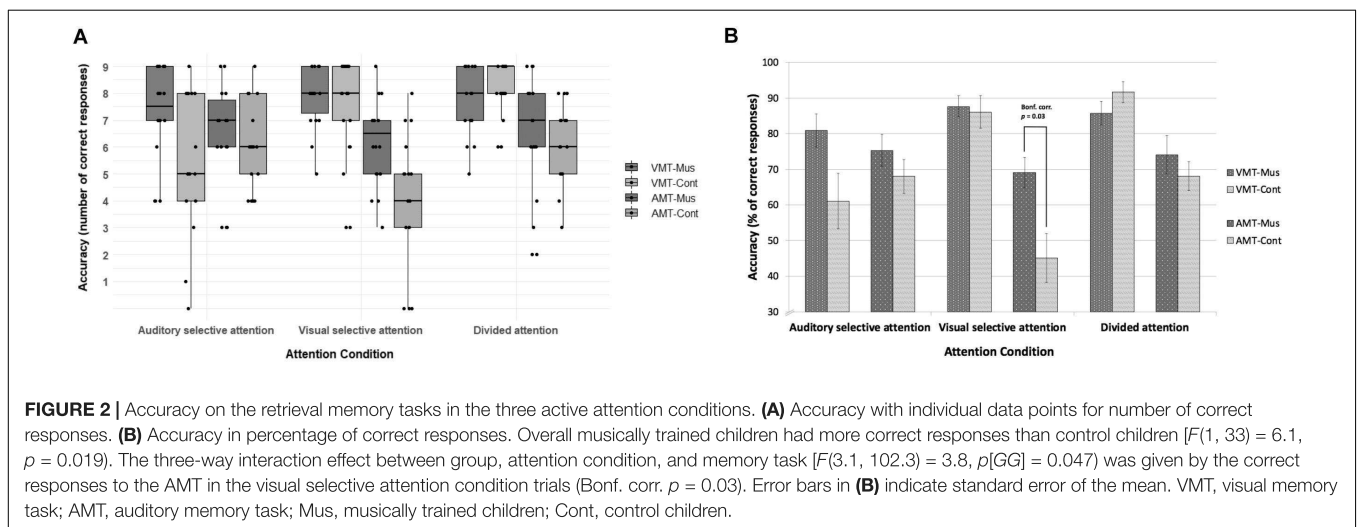 A
Accuracy (number of correct responses)
9
8
7
6
5
4
3
2
1
Auditory selective attention Visual selective attention Divided attention
Attention Condition
VMT-Mus
VMT-Cont
AMT-Mus
AMT-Cont
B
Accuracy (% of correct responses)
100
90
80
70
60
50
40
30
Bonf. corr.
p = 0.03
Auditory selective attention Visual selective attention Divided attention
Attention Condition
VMT-Mus
VMT-Cont
AMT-Mus
AMT-Cont
FIGURE 2 | Accuracy on the retrieval memory tasks in the three active attention conditions. (A) Accuracy with individual data points for number of correct
responses. (B) Accuracy in percentage of correct responses. Overall musically trained children had more correct responses than control children [F(1, 33) = 6.1,
p = 0.019). The three-way interaction effect between group, attention condition, and memory task [F(3.1, 102.3) = 3.8, p[GG] = 0.047) was given by the correct
responses to the AMT in the visual selective attention condition trials (Bonf. corr. p = 0.03). Error bars in (B) indicate standard error of the mean. VMT, visual memory
task; AMT, auditory memory task; Mus, musically trained children; Cont, control children.